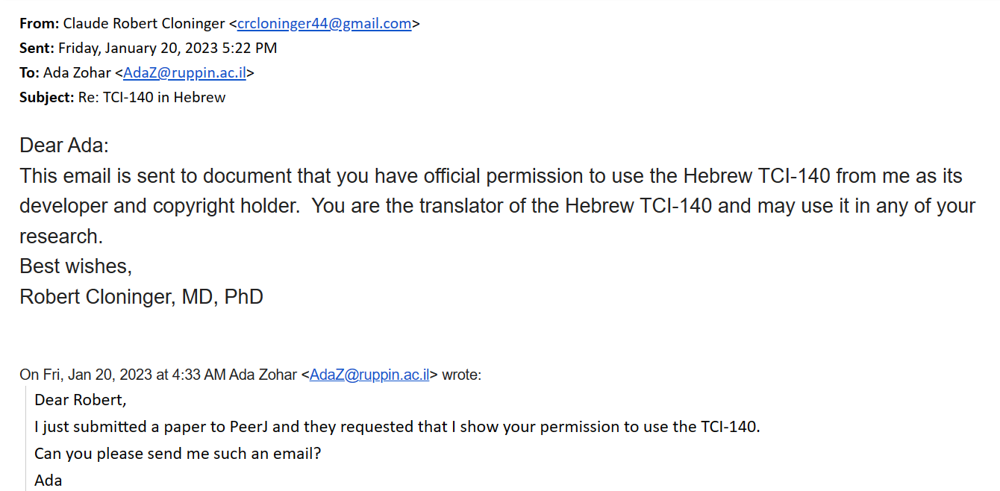 From: Claude Robert Cloninger <crcloninger44@gmail.com>
Sent: Friday, January 20, 2023 5:22 PM
To: Ada Zohar <AdaZ@ruppin.ac.il>
Subject: Re: TCI-140 in Hebrew
Dear Ada:
This email is sent to document that you have official permission to use the Hebrew TCI-140 from me as its
developer and copyright holder.  You are the translator of the Hebrew TCI-140 and may use it in any of your
research.
Best wishes,
Robert Cloninger, MD, PhD
On Fri, Jan 20, 2023 at 4:33 AM Ada Zohar <AdaZ@ruppin.ac.il> wrote:
Dear Robert,
I just submitted a paper to PeerJ and they requested that I show your permission to use the TCI-140.
Can you please send me such an email?
Ada